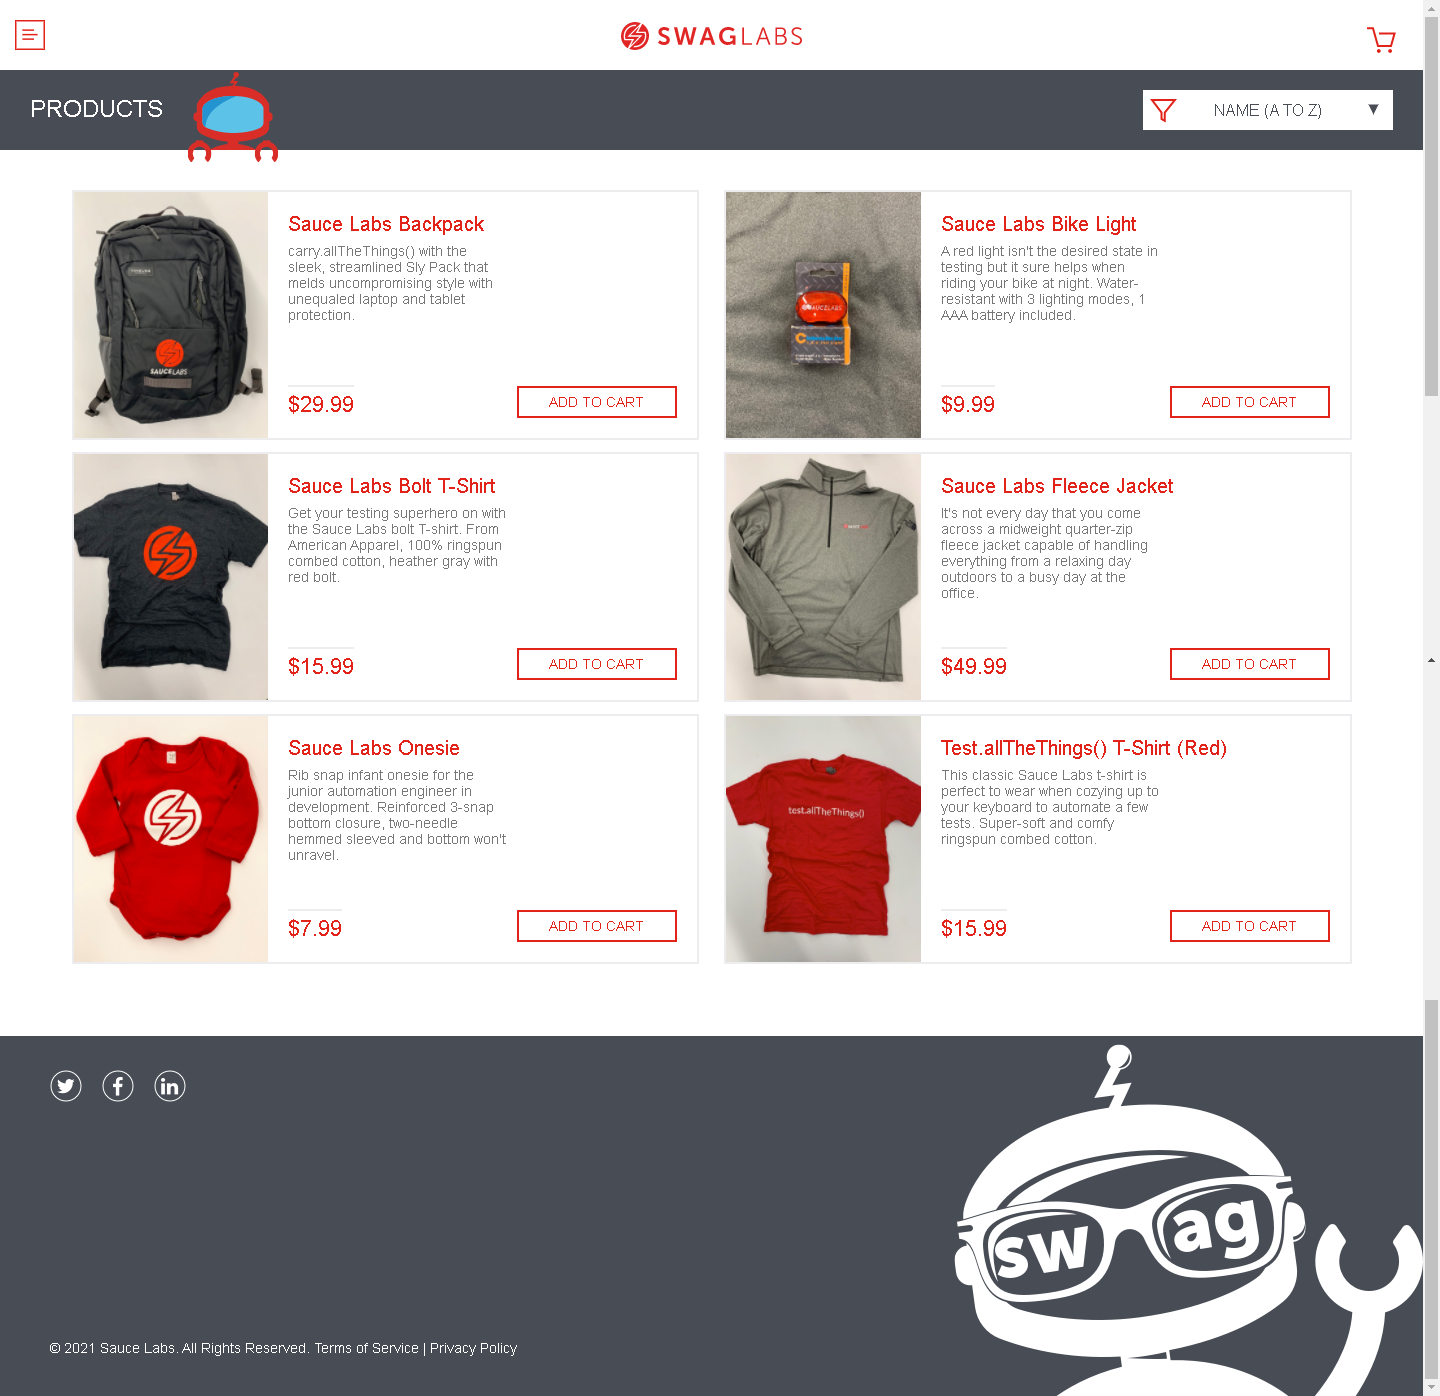 SWAGLABS
PRODUCTS
NAME (A TO Z)
Sauce Labs Backpack
carry.allTheThings() with the
sleek, streamlined Sly Pack that
melds uncompromising style with
unequaled laptop and tablet
protection.
$29.99
ADD TO CART
SAUCELABS
Sauce Labs Bike Light
A red light isn't the desired state in
testing but it sure helps when
riding your bike at night. Water-
resistant with 3 lighting modes, 1
AAA battery included.
$9.99
ADD TO CART
SAUCELABS
Sauce Labs Bolt T-Shirt
Get your testing superhero on with
the Sauce Labs bolt T-shirt. From
American Apparel, 100% ringspun
combed cotton, heather gray with
red bolt.
$15.99
ADD TO CART
Sauce Labs Fleece Jacket
It's not every day that you come
across a midweight quarter-zip
fleece jacket capable of handling
everything from a relaxing day
outdoors to a busy day at the
office.
$49.99
ADD TO CART
Sauce Labs Onesie
Rib snap infant onesie for the
junior automation engineer in
development. Reinforced 3-snap
bottom closure, two-needle
hemmed sleeved and bottom won't
unravel.
$7.99
ADD TO CART
Test.allTheThings() T-Shirt (Red)
This classic Sauce Labs t-shirt is
perfect to wear when cozying up to
your keyboard to automate a few
tests. Super-soft and comfy
ringspun combed cotton.
$15.99
ADD TO CART
test.allTheThings()
sw ag
© 2021 Sauce Labs. All Rights Reserved. Terms of Service | Privacy Policy